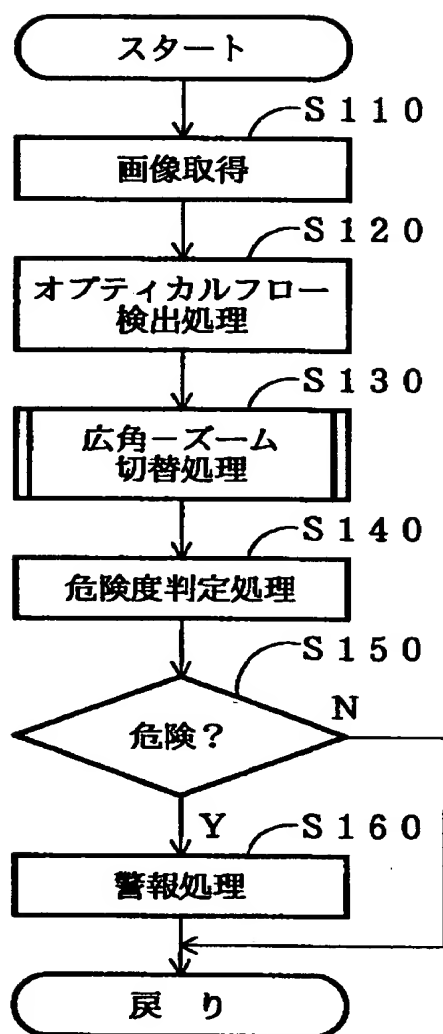 スタート
S110
画像取得
S120
オプティカルフロー
検出処理
S130
広角－ズーム
切替処理
S140
危険度判定処理
S150
危険？
N
Y
S160
警報処理
戻り